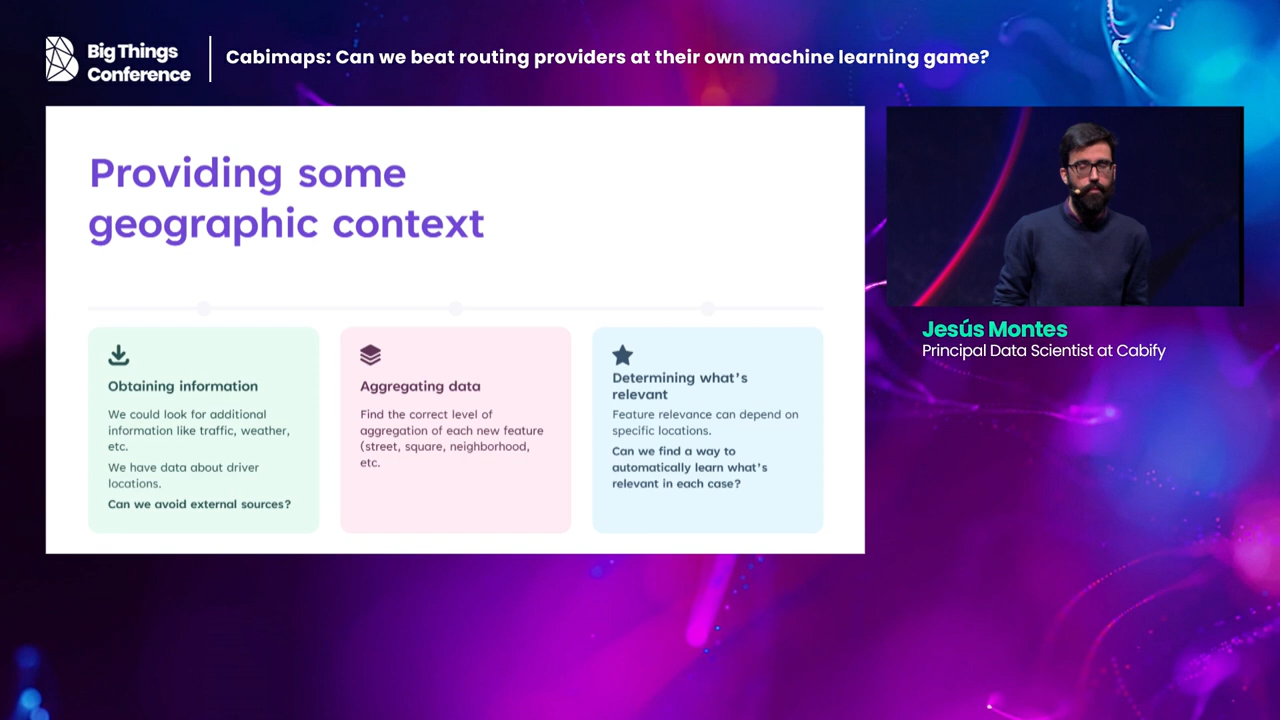 Big Things
Conference
Cabimaps: Can we beat routing providers at their own machine learning game?
Providing some
geographic context
Obtaining information
We could look for additional
information like traffic, weather,
etc.
We have data about driver
locations.
Can we avoid external sources?
Aggregating data
Find the correct level of
aggregation of each new feature
(street, square, neighborhood,
etc.
Determining what's
relevant
Feature relevance can depend on
specific locations.
Can we find a way to
automatically learn what's
relevant in each case?
Jesús Montes
Principal Data Scientist at Cabify